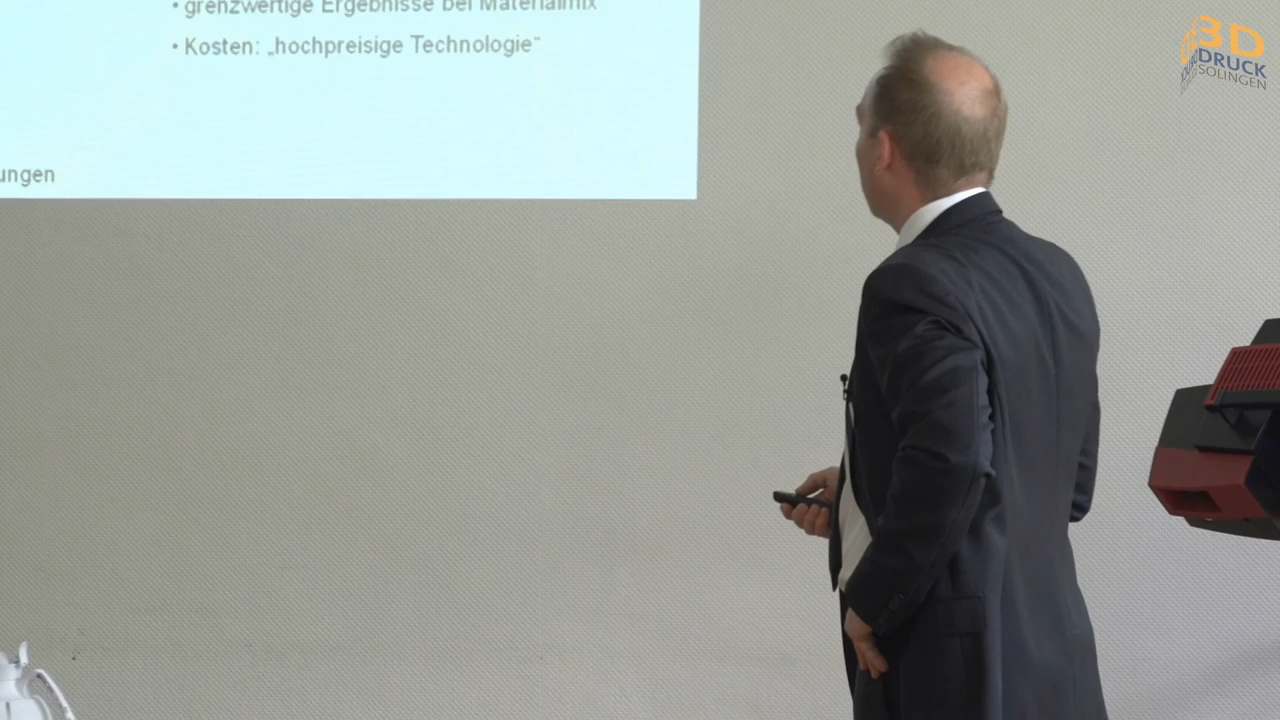 • grenzwertige Ergebnisse bei Materialmix
• Kosten: „hochpreisige Technologie“
ungen
3D
DRUCK
SOLINGEN